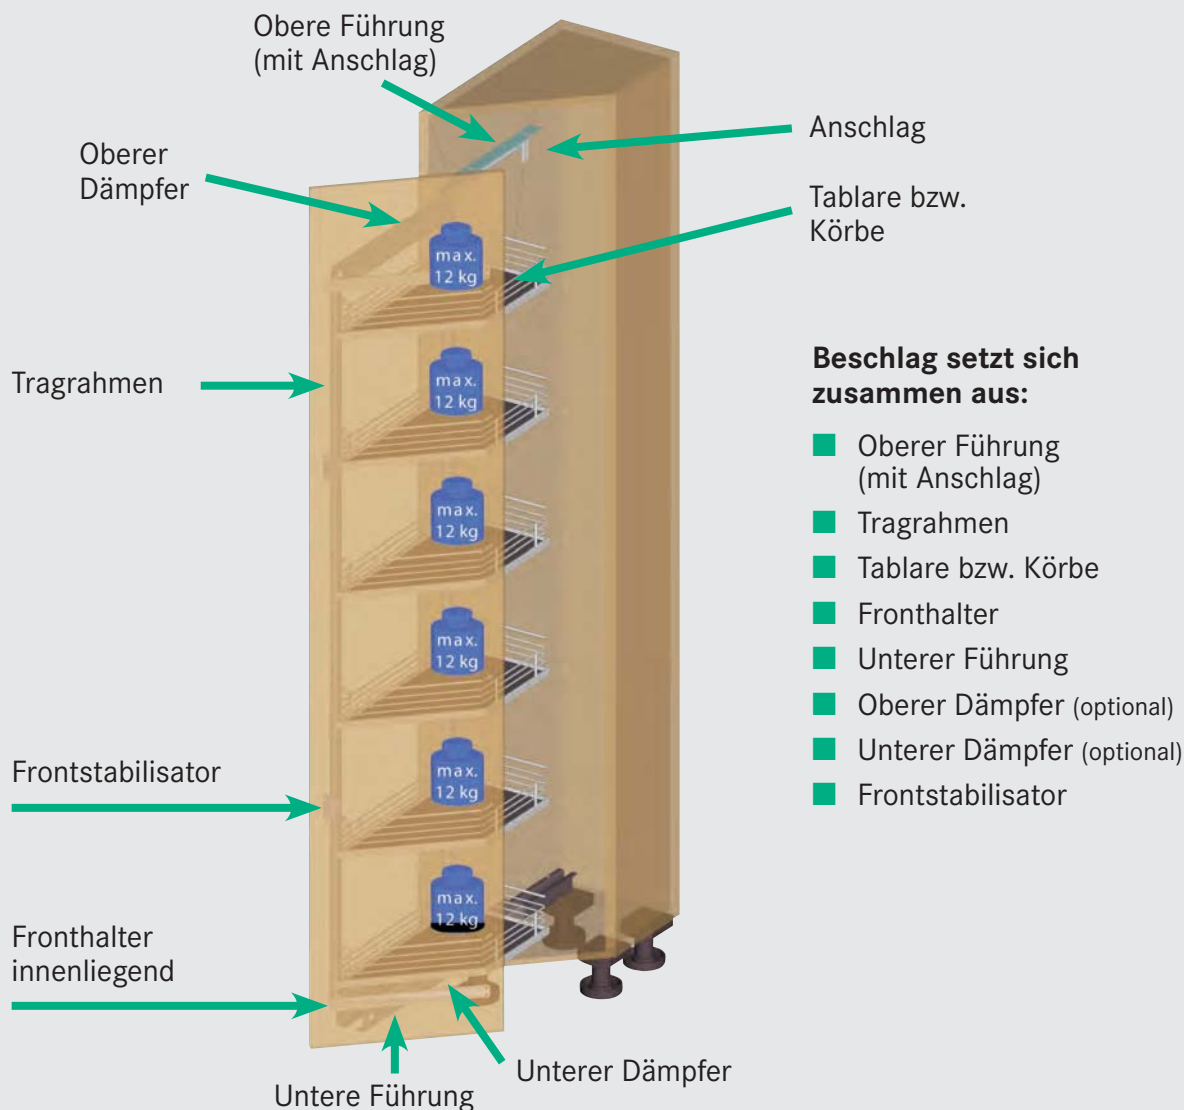 Obere Führung
(mit Anschlag)
Oberer
Dämpfer
Anschlag
Tablare bzw.
Körbe
max.
12 kg
Tragrahmen
max.
12 kg
max.
12 kg
max.
12 kg
Frontstabilisator
max.
12 kg
max.
12 kg
Fronthalter
innenliegend
Unterer Dämpfer
Untere Führung
Beschlag setzt sich
zusammen aus:
Oberer Führung
(mit Anschlag)
Tragrahmen
Tablare bzw. Körbe
Fronthalter
Unterer Führung
Oberer Dämpfer (optional)
Unterer Dämpfer (optional)
Frontstabilisator